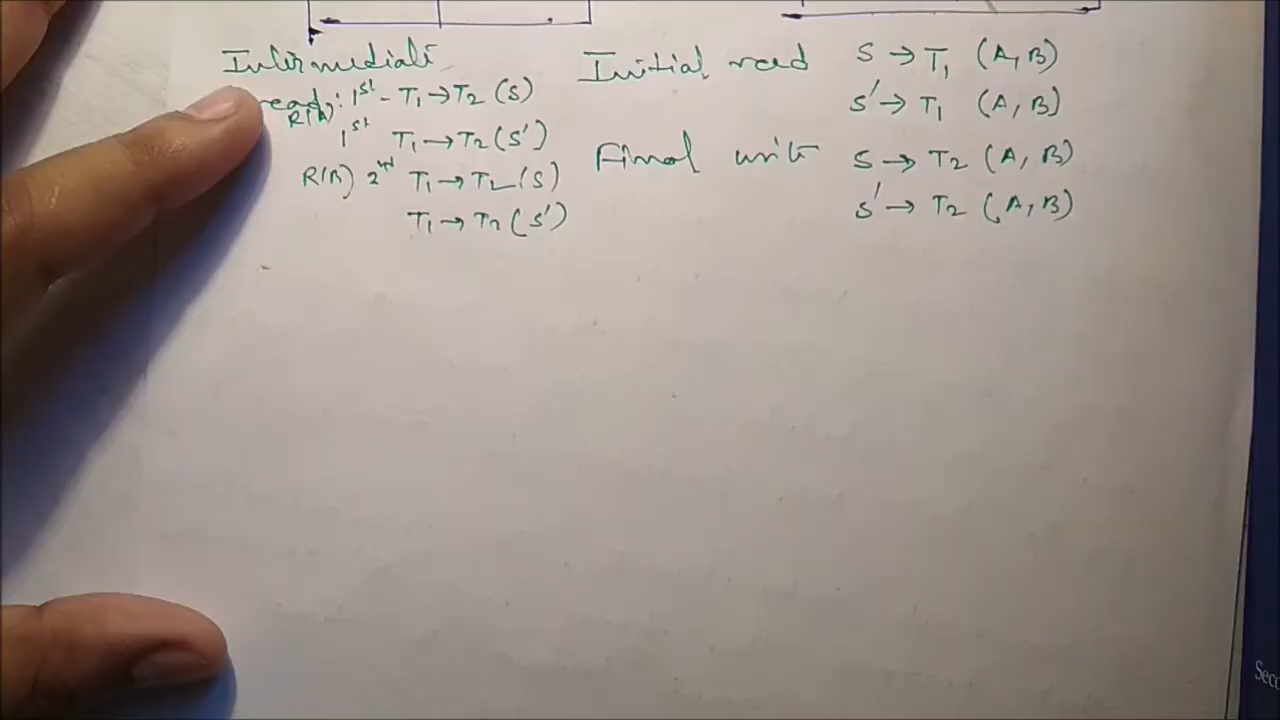 Intermediate
read: 1st - T1 → T2 (S)
R(A)
1st T1 → T2 (S')
R(B) 2nd T1 → T2 (S)
T1 → T2 (S')
Initial read S → T1 (A, B)
S' → T1 (A, B)
Final write S → T2 (A, B)
S' → T2 (A, B)
Seco